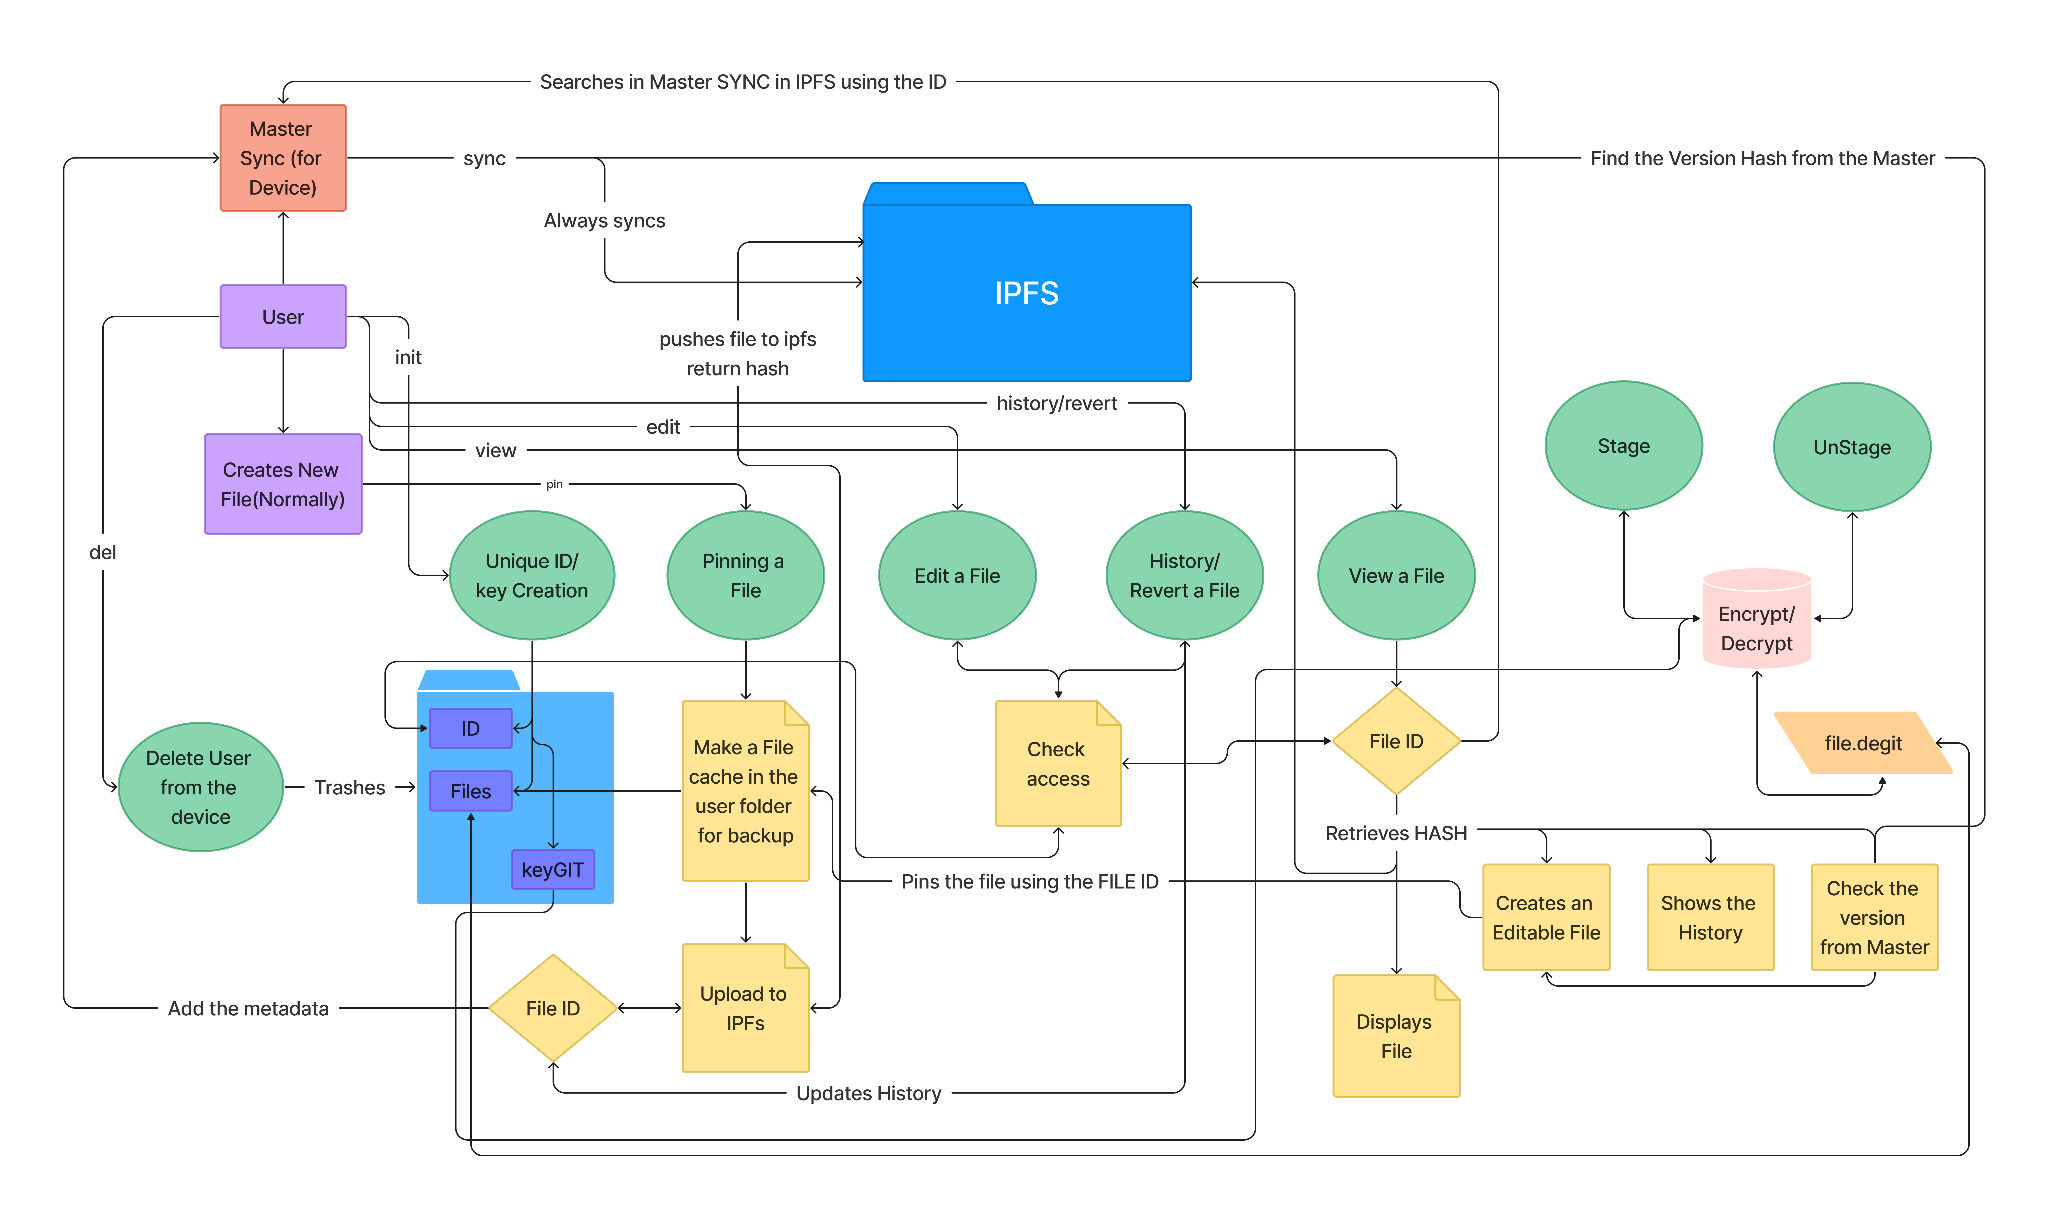 Searches in Master SYNC in IPFS using the ID
Master
Sync (for
Device)
sync
Find the Version Hash from the Master
Always syncs
IPFS
User
init
pushes file to ipfs
return hash
history/revert
edit
view
Stage
UnStage
Creates New
File(Normally)
pin
del
Unique ID/
key Creation
Pinning a
File
Edit a File
History/
Revert a File
View a File
Encrypt/
Decrypt
ID
Files
keyGIT
Delete User
from the
device
Trashes
Make a File
cache in the
user folder
for backup
Check
access
File ID
file.degit
Retrieves HASH
Pins the file using the FILE ID
Creates an
Editable File
Shows the
History
Check the
version
from Master
Add the metadata
File ID
Upload to
IPFs
Displays
File
Updates History